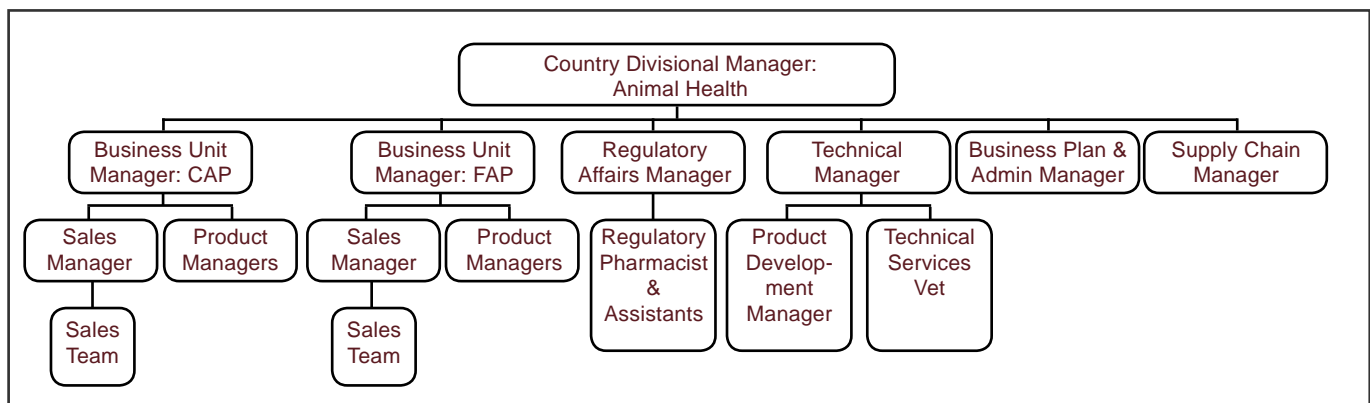 Country Divisional Manager:
Animal Health
Business Unit
Manager: CAP
Business Unit
Manager: FAP
Regulatory
Affairs Manager
Technical
Manager
Business Plan &
Admin Manager
Supply Chain
Manager
Sales
Manager
Product
Managers
Sales
Manager
Product
Managers
Regulatory
Pharmacist
&
Assistants
Product
Develop-
ment
Manager
Technical
Services
Vet
Sales
Team
Sales
Team